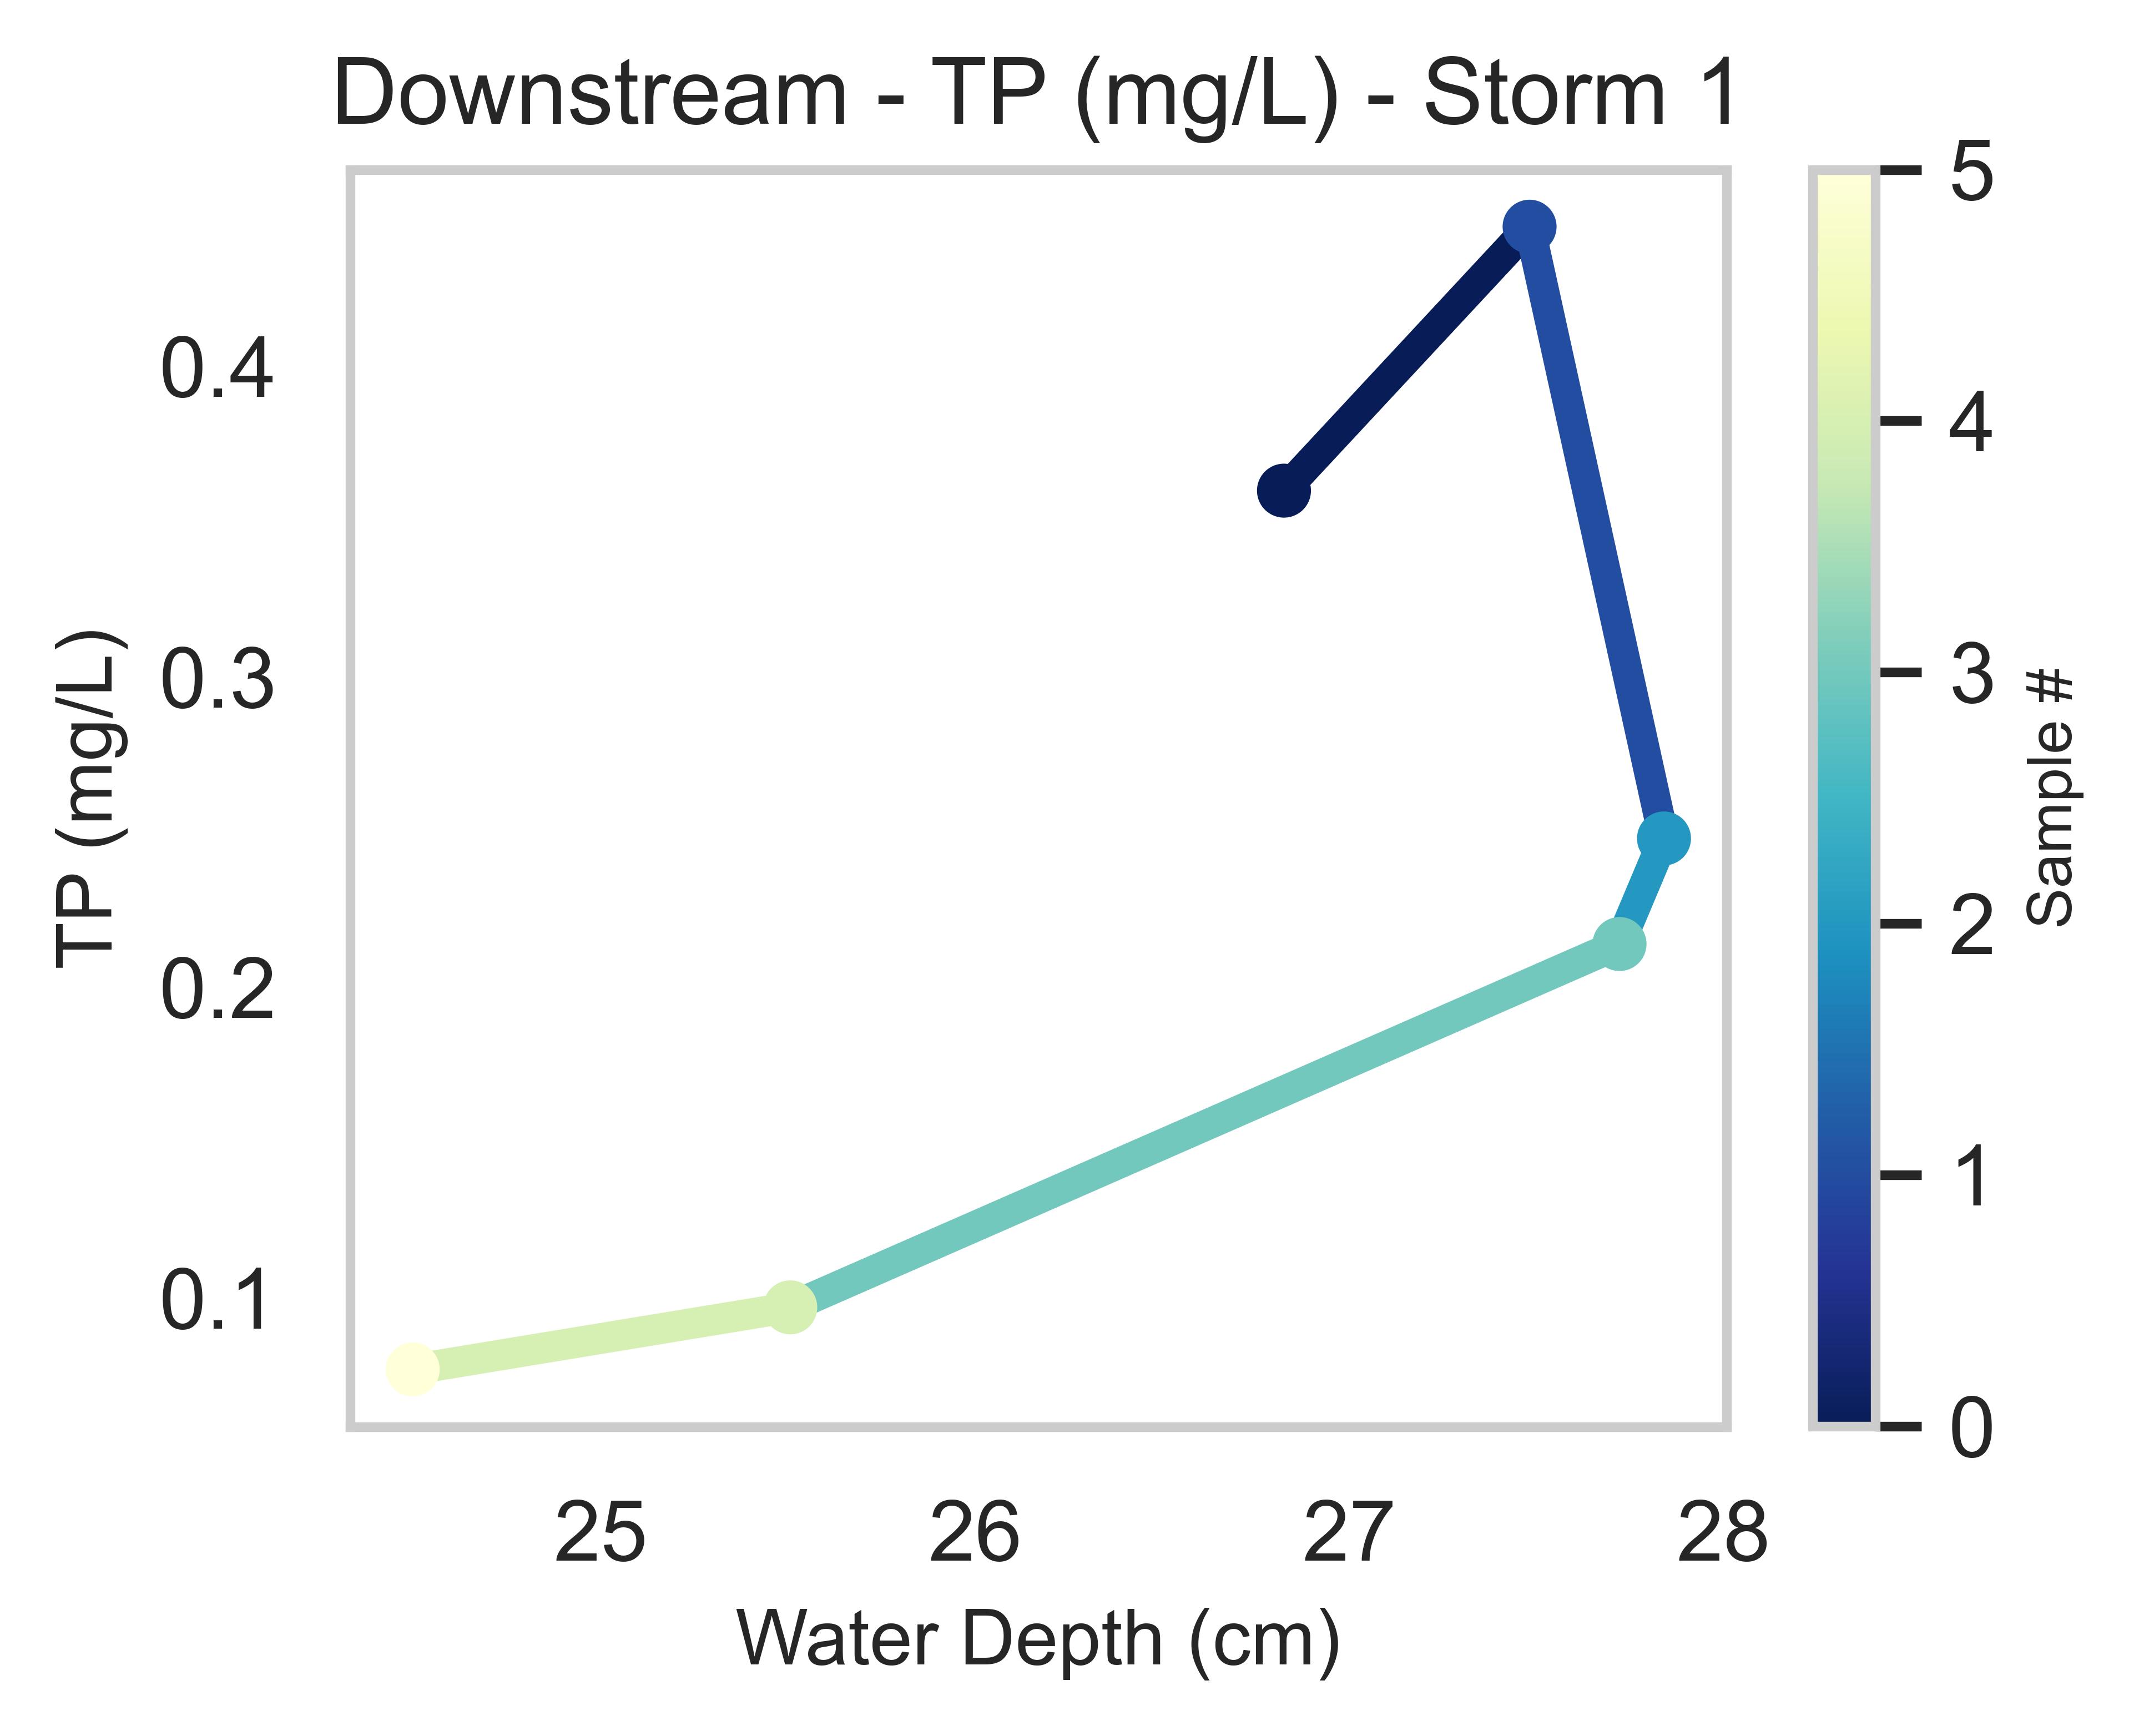 Downstream - TP (mg/L) - Storm 1
TP (mg/L)
0.4
0.3
0.2
0.1
25 26 27 28
Water Depth (cm)
5
4
3
2
1
0
Sample #